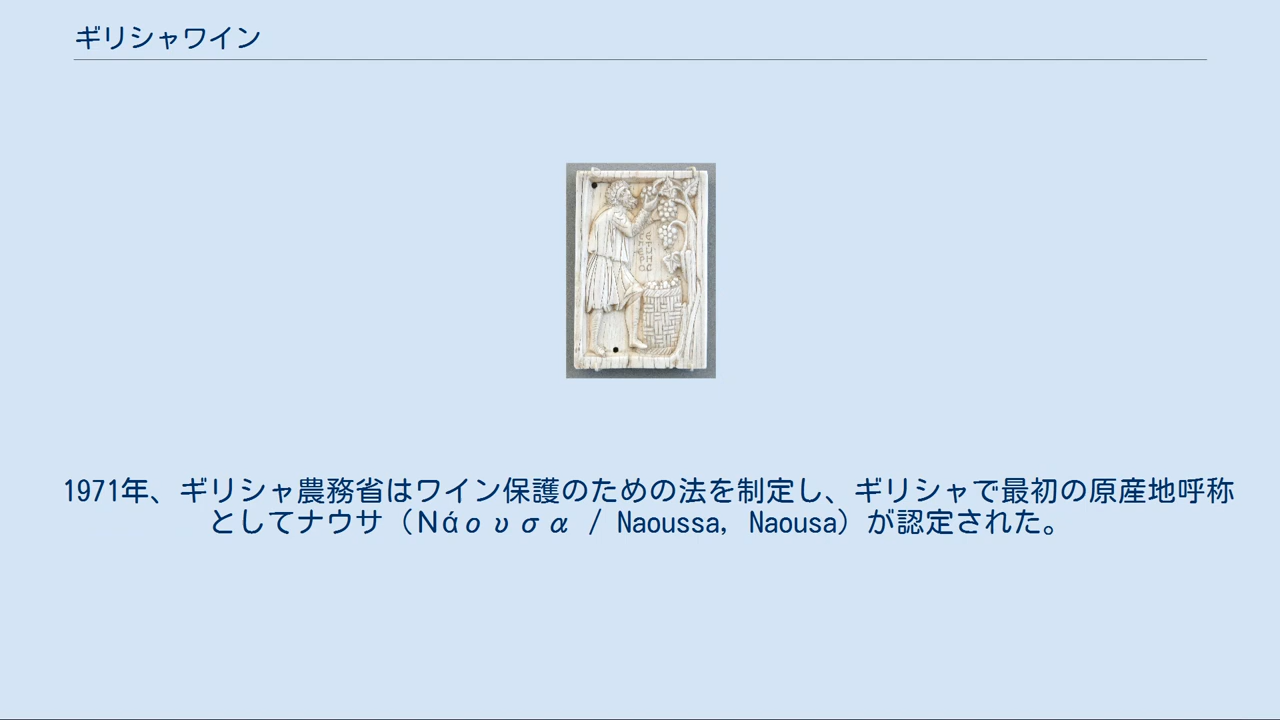 ギリシャワイン
1971年、ギリシャ農務省はワイン保護のための法を制定し、ギリシャで最初の原産地呼称
としてナウサ（Νάουσα / Naoussa, Naousa）が認定された。